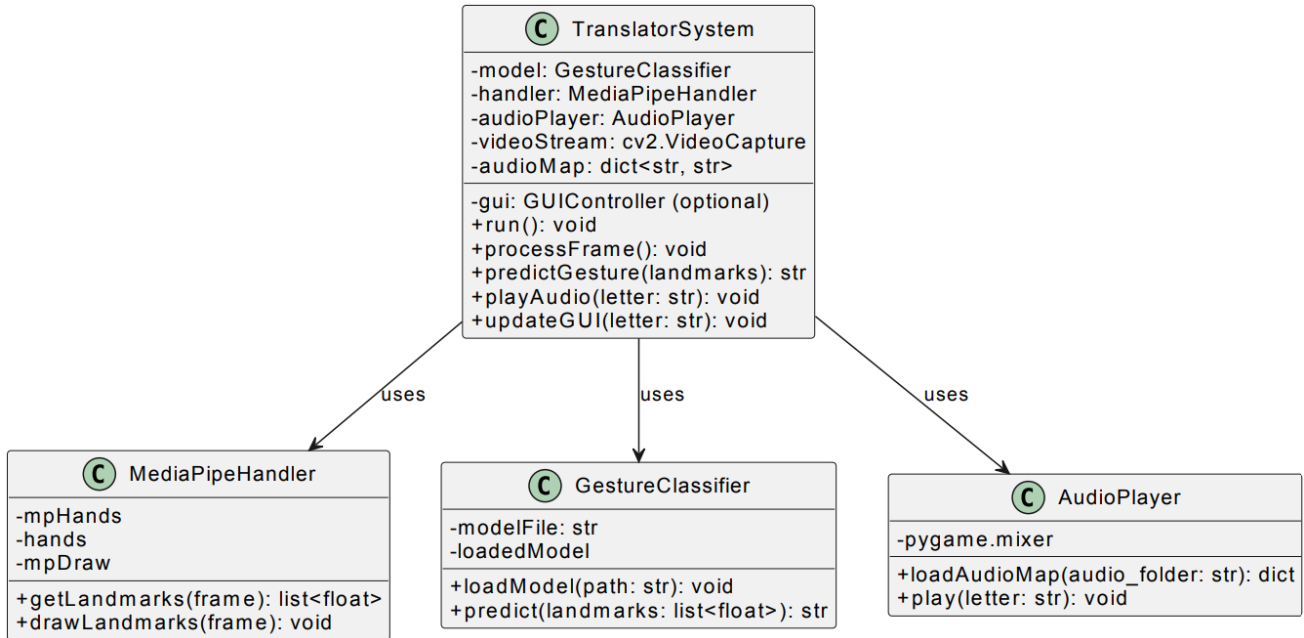 C TranslatorSystem
-model: GestureClassifier
-handler: MediaPipeHandler
-audioPlayer: AudioPlayer
-videoStream: cv2.VideoCapture
-audioMap: dict<str, str>
-gui: GUIController (optional)
+run(): void
+processFrame(): void
+predictGesture(landmarks): str
+playAudio(letter: str): void
+updateGUI(letter: str): void
uses
uses
uses
C MediaPipeHandler
-mpHands
-hands
-mpDraw
+getLandmarks(frame): list<float>
+drawLandmarks(frame): void
C GestureClassifier
-modelFile: str
-loadedModel
+loadModel(path: str): void
+predict(landmarks: list<float>): str
C AudioPlayer
-pygame.mixer
+loadAudioMap(audio_folder: str): dict
+play(letter: str): void